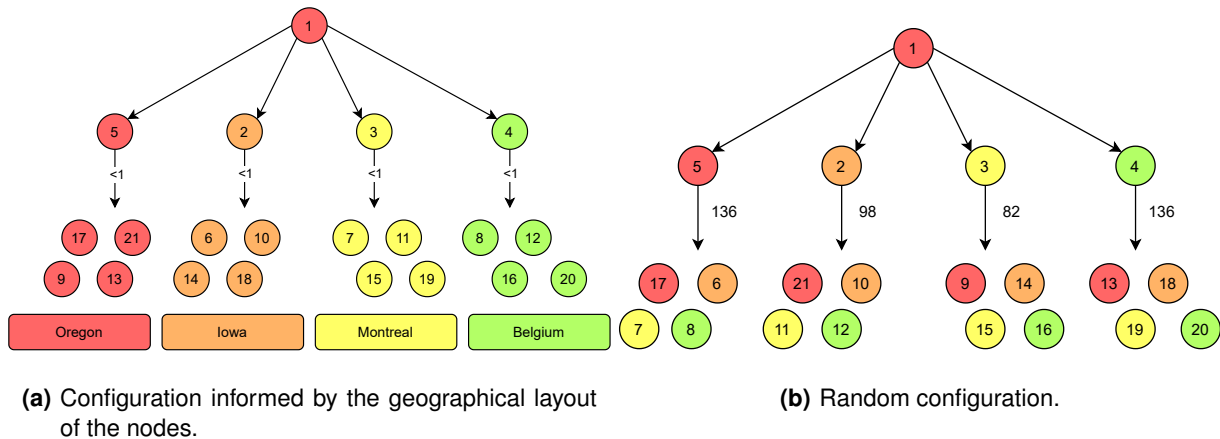 1
5 2 3 4
<1 <1 <1 <1
17 21 6 10 7 11 8 12
9 13 14 18 15 19 16 20
Oregon Iowa Montreal Belgium
(a) Configuration informed by the geographical layout
of the nodes.
1
5 2 3 4
136 98 82 136
17 6 21 10 9 14 13 18
7 8 11 12 15 16 19 20
(b) Random configuration.